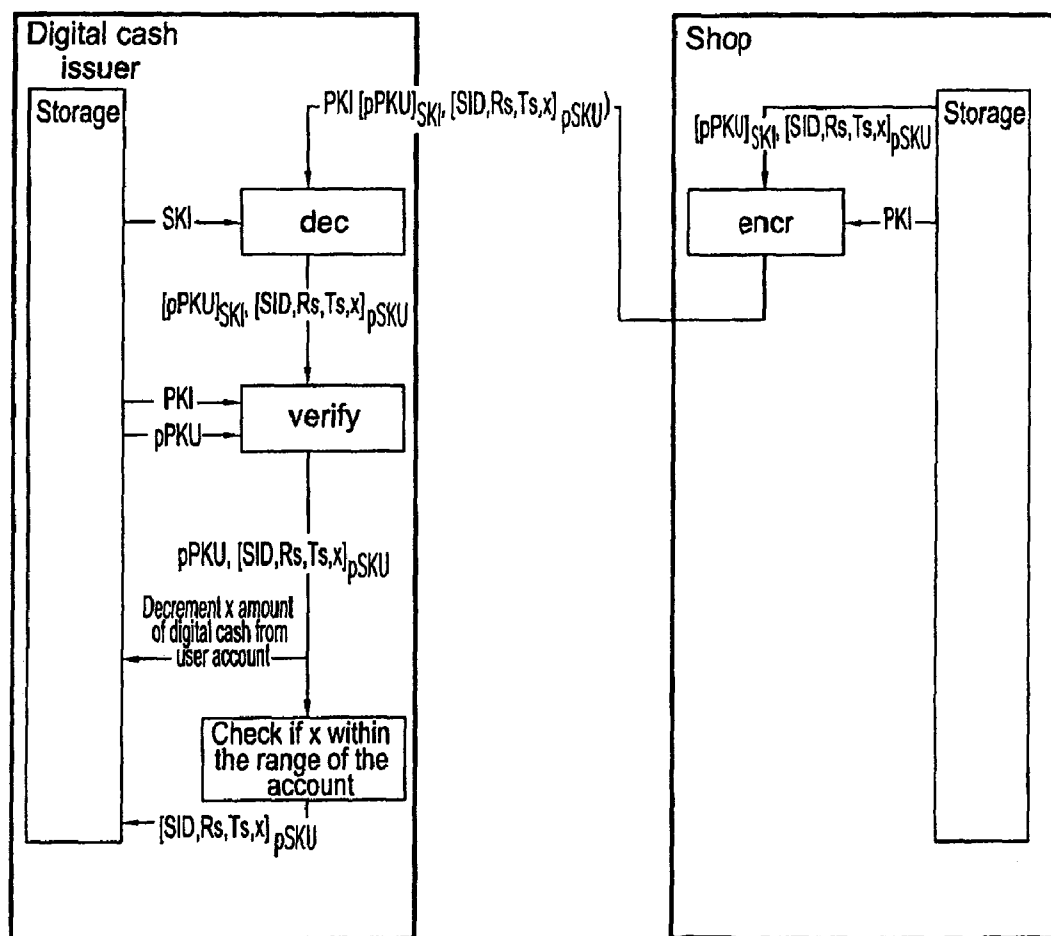 Digital cash
issuer
Storage
SKI
PKI [pPKU]SKI, [SID,Rs,Ts,x] pSKU)
dec
[pPKU]SKI, [SID,Rs,Ts,x]pSKU
PKI
pPKU
verify
pPKU, [SID,Rs,Ts,x]pSKU
Decrement x amount
of digital cash from
user account
Check if x within
the range of the
account
[SID,Rs,Ts,x] pSKU
Shop
Storage
[pPKU]SKI, [SID,Rs,Ts,x]pSKU
encr
PKI